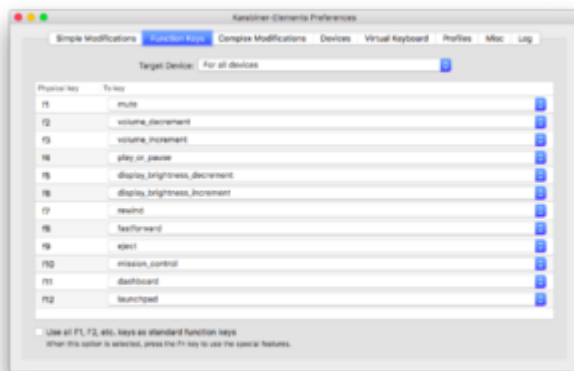 Karabiner-Elements Preferences
Simple Modifications Function Keys Complex Modifications Devices Virtual Keyboard Profiles Misc Log
Target Device: For all devices
Physical key To key
f1 mute
f2 volume_decrement
f3 volume_increment
f4 play_or_pause
f5 display_brightness_decrement
f6 display_brightness_increment
f7 rewind
f8 fastforward
f9 eject
f10 mission_control
f11 dashboard
f12 launchpad
Use all F1, F2, etc. keys as standard function keys
When this option is selected, press the Fn key to use the special features.